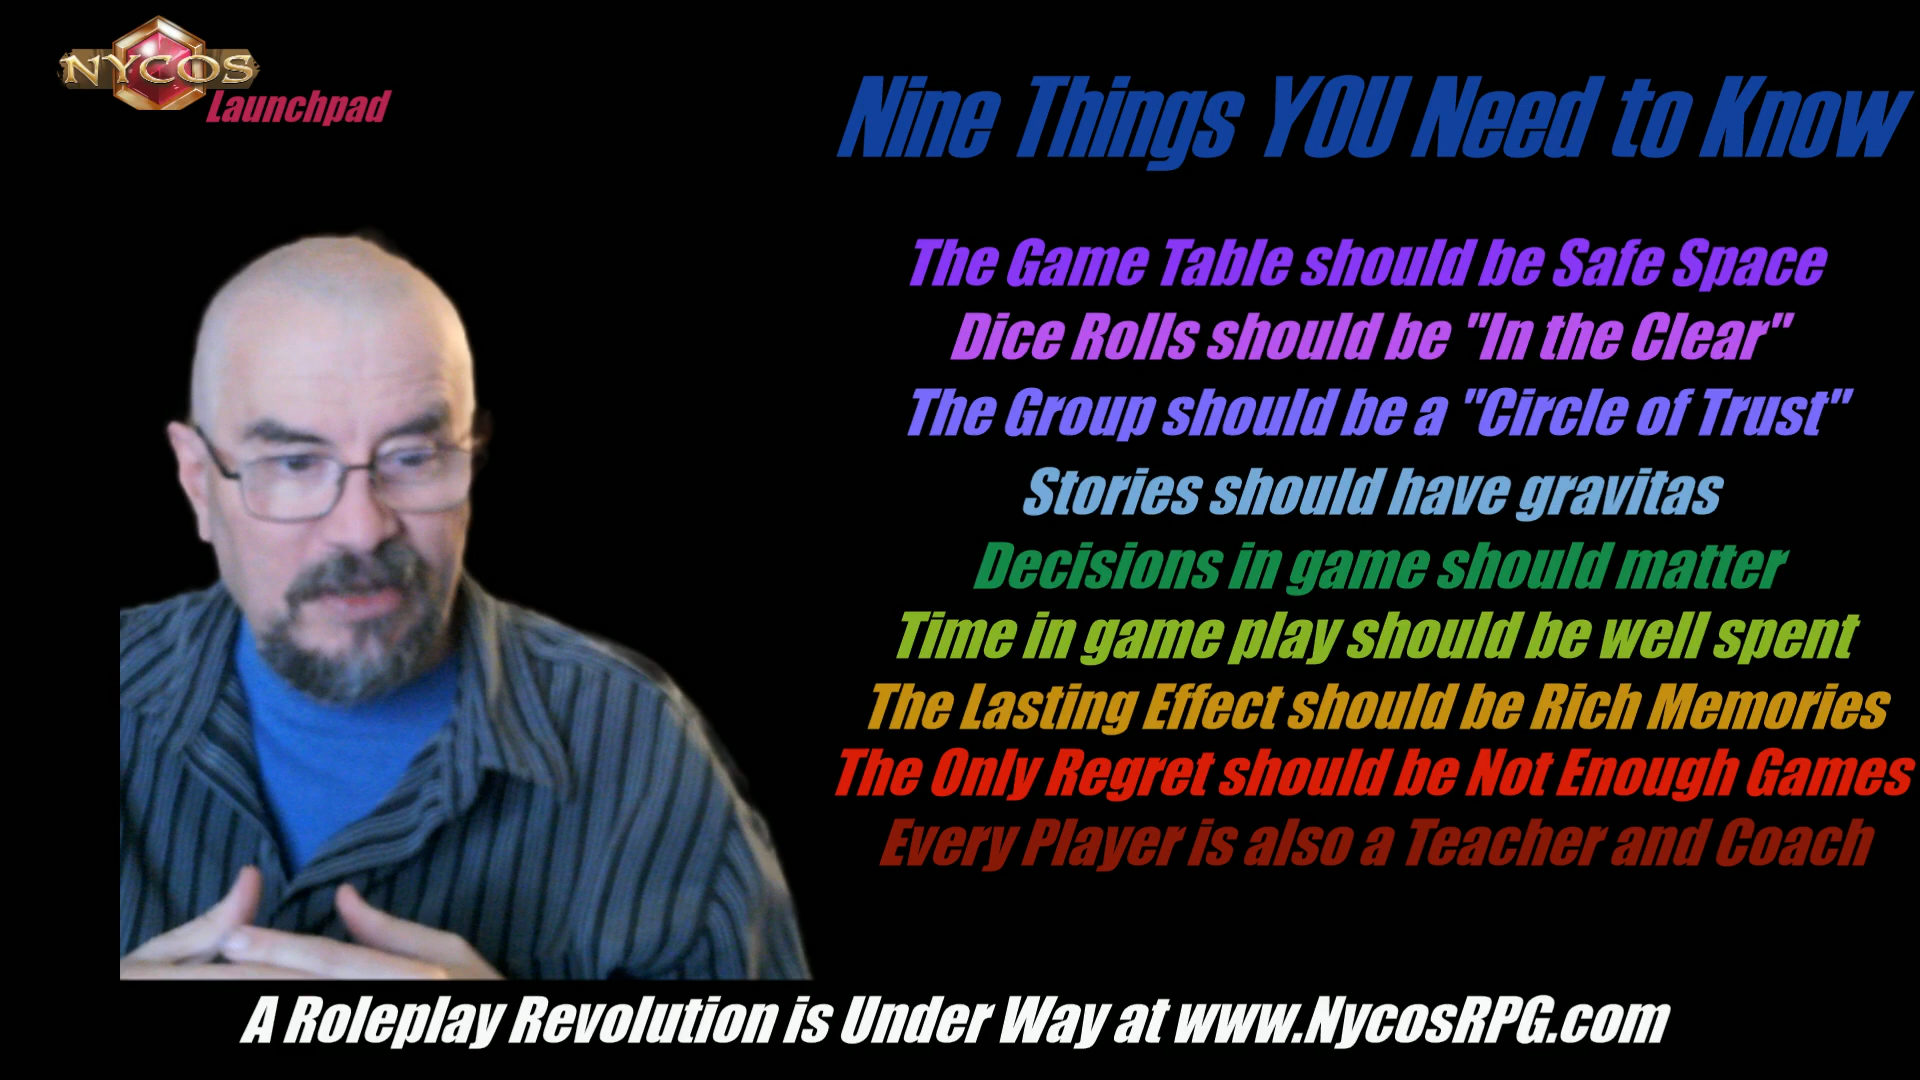 NYCOS
Launchpad
Nine Things YOU Need to Know
The Game Table should be Safe Space
Dice Rolls should be "In the Clear"
The Group should be a "Circle of Trust"
Stories should have gravitas
Decisions in game should matter
Time in game play should be well spent
The Lasting Effect should be Rich Memories
The Only Regret should be Not Enough Games
Every Player is also a Teacher and Coach
A Roleplay Revolution is Under Way at www.NycosRPG.com